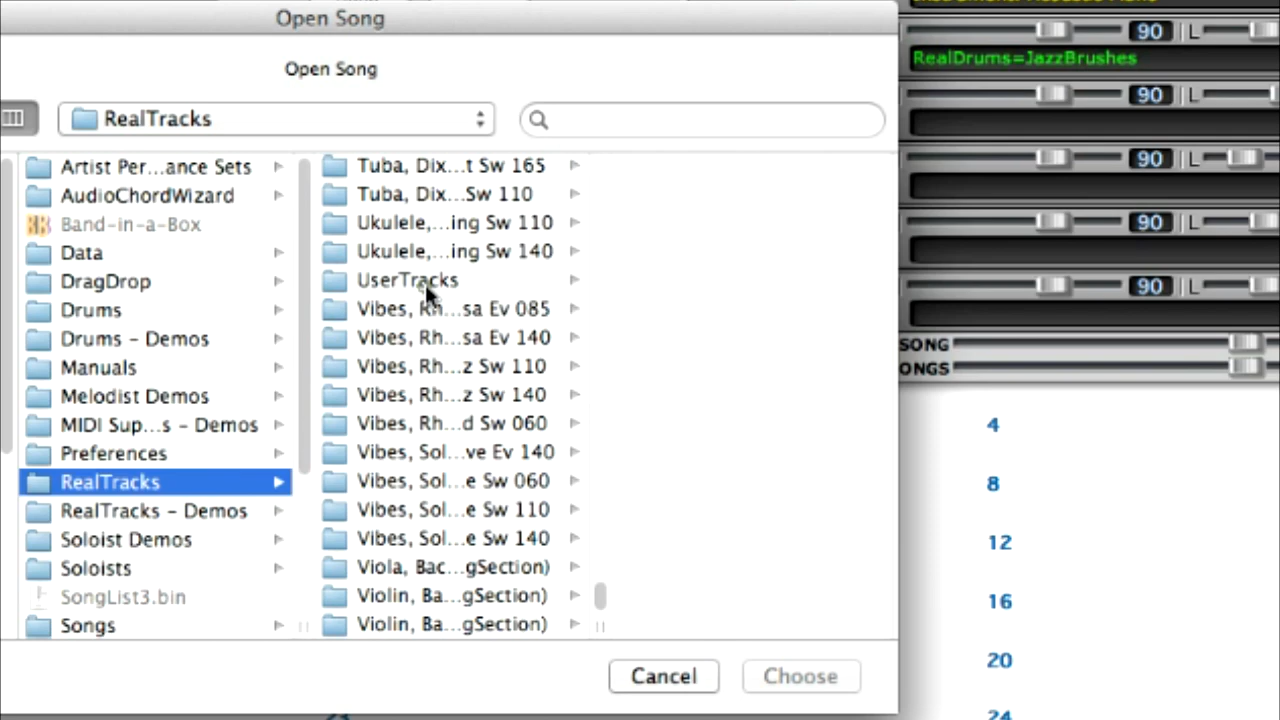 Open Song
Open Song
RealTracks
Artist Per...ance Sets
AudioChordWizard
Band-in-a-Box
Data
DragDrop
Drums
Drums - Demos
Manuals
Melodist Demos
MIDI Sup...s - Demos
Preferences
RealTracks
RealTracks - Demos
Soloist Demos
Soloists
SongList3.bin
Songs
Tuba, Dix...t Sw 165
Tuba, Dix...Sw 110
Ukulele,...ing Sw 110
Ukulele,...ing Sw 140
UserTracks
Vibes, Rh...sa Ev 085
Vibes, Rh...sa Ev 140
Vibes, Rh...z Sw 110
Vibes, Rh...z Sw 140
Vibes, Rh...d Sw 060
Vibes, Sol...ve Ev 140
Vibes, Sol...e Sw 060
Vibes, Sol...e Sw 110
Vibes, Sol...e Sw 140
Viola, Bac...gSection)
Violin, Ba...gSection)
Violin, Ba...gSection)
Cancel
Choose
90 L
RealDrums=JazzBrushes
90 L
90 L
90 L
90 L
SONG
ONGS
4
8
12
16
20
24